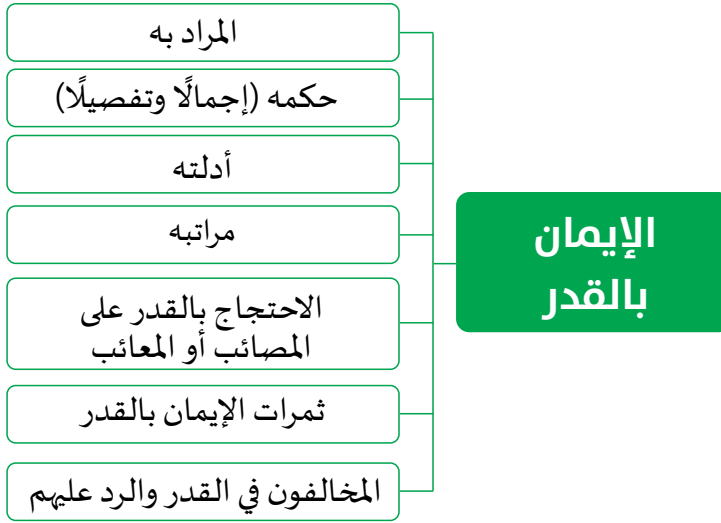 الإيمان
بالقدر
المراد به
حكمه (إجمالًا وتفصيلًا)
أدلته
مراتبه
الاحتجاج بالقدر على
المصائب أو المعائب
ثمرات الإيمان بالقدر
المخالفون في القدر والرد عليهم